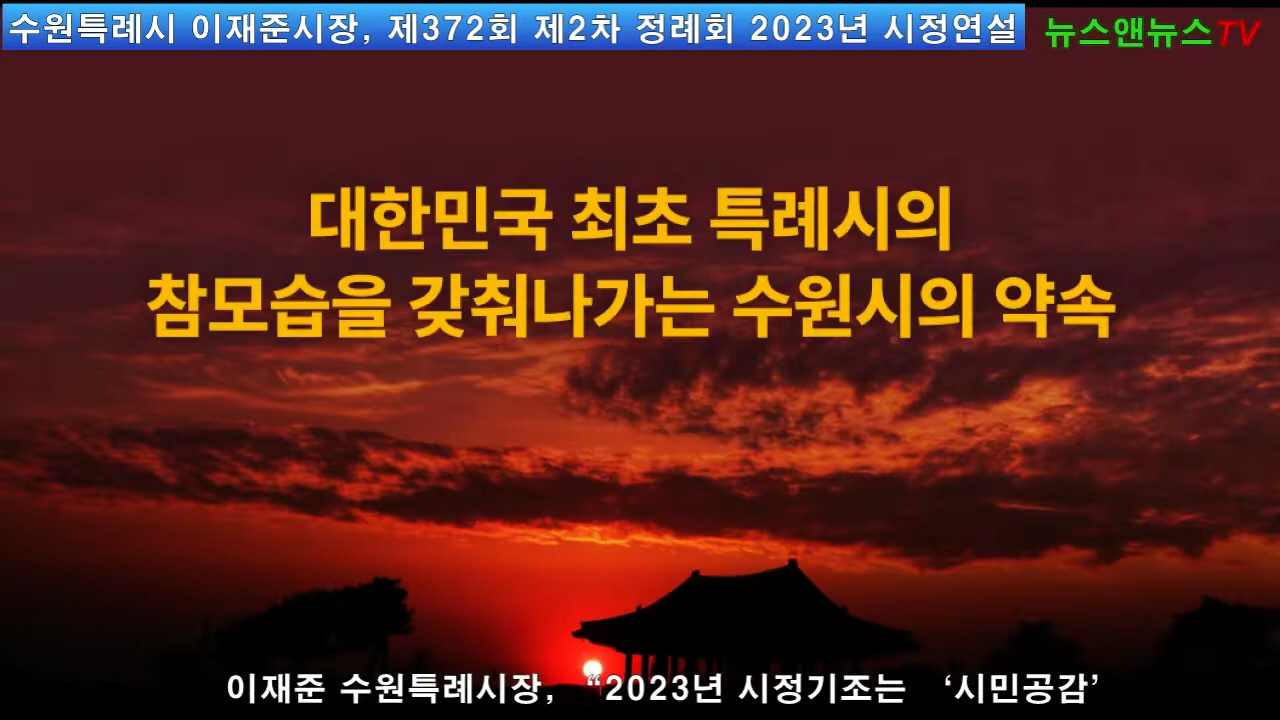 수원특례시 이재준시장, 제372회 제2차 정례회 2023년 시정연설
뉴스앤뉴스TV
대한민국 최초 특례시의
참모습을 갖춰나가는 수원시의 약속
이재준 수원특례시장, “2023년 시정기조는 ‘시민공감’